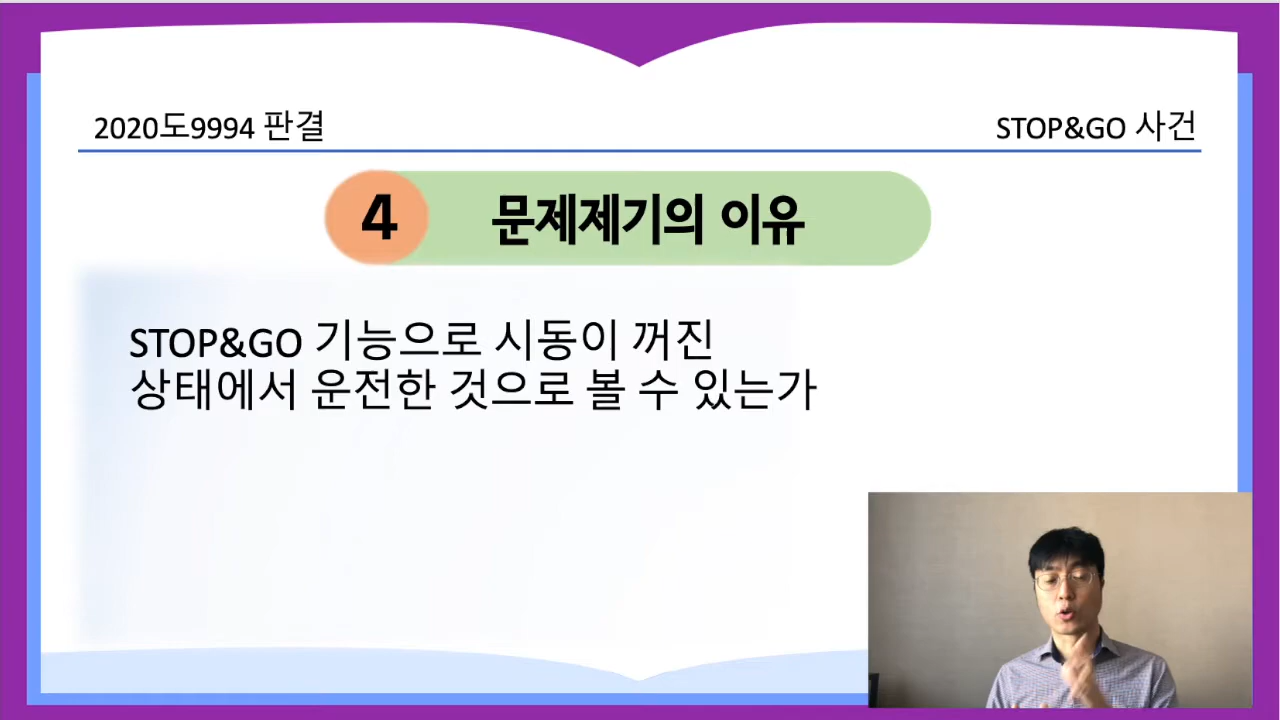 2020도9994 판결
STOP&GO 사건
4 문제제기의 이유
STOP&GO 기능으로 시동이 꺼진
상태에서 운전한 것으로 볼 수 있는가